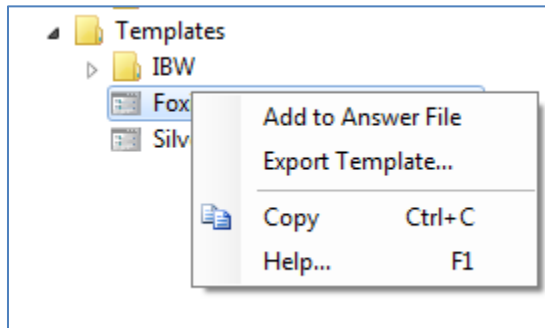 Templates
IBW
Fox
Silv
Add to Answer File
Export Template...
Copy Ctrl+C
Help... F1